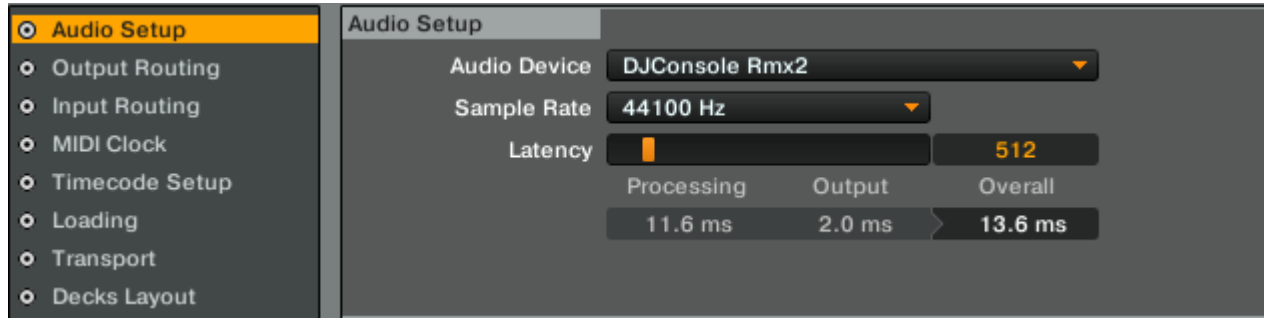 Audio Setup
Output Routing
Input Routing
MIDI Clock
Timecode Setup
Loading
Transport
Decks Layout
Audio Setup
Audio Device DJConsole Rmx2
Sample Rate 44100 Hz
Latency 512
Processing Output Overall
11.6 ms 2.0 ms 13.6 ms